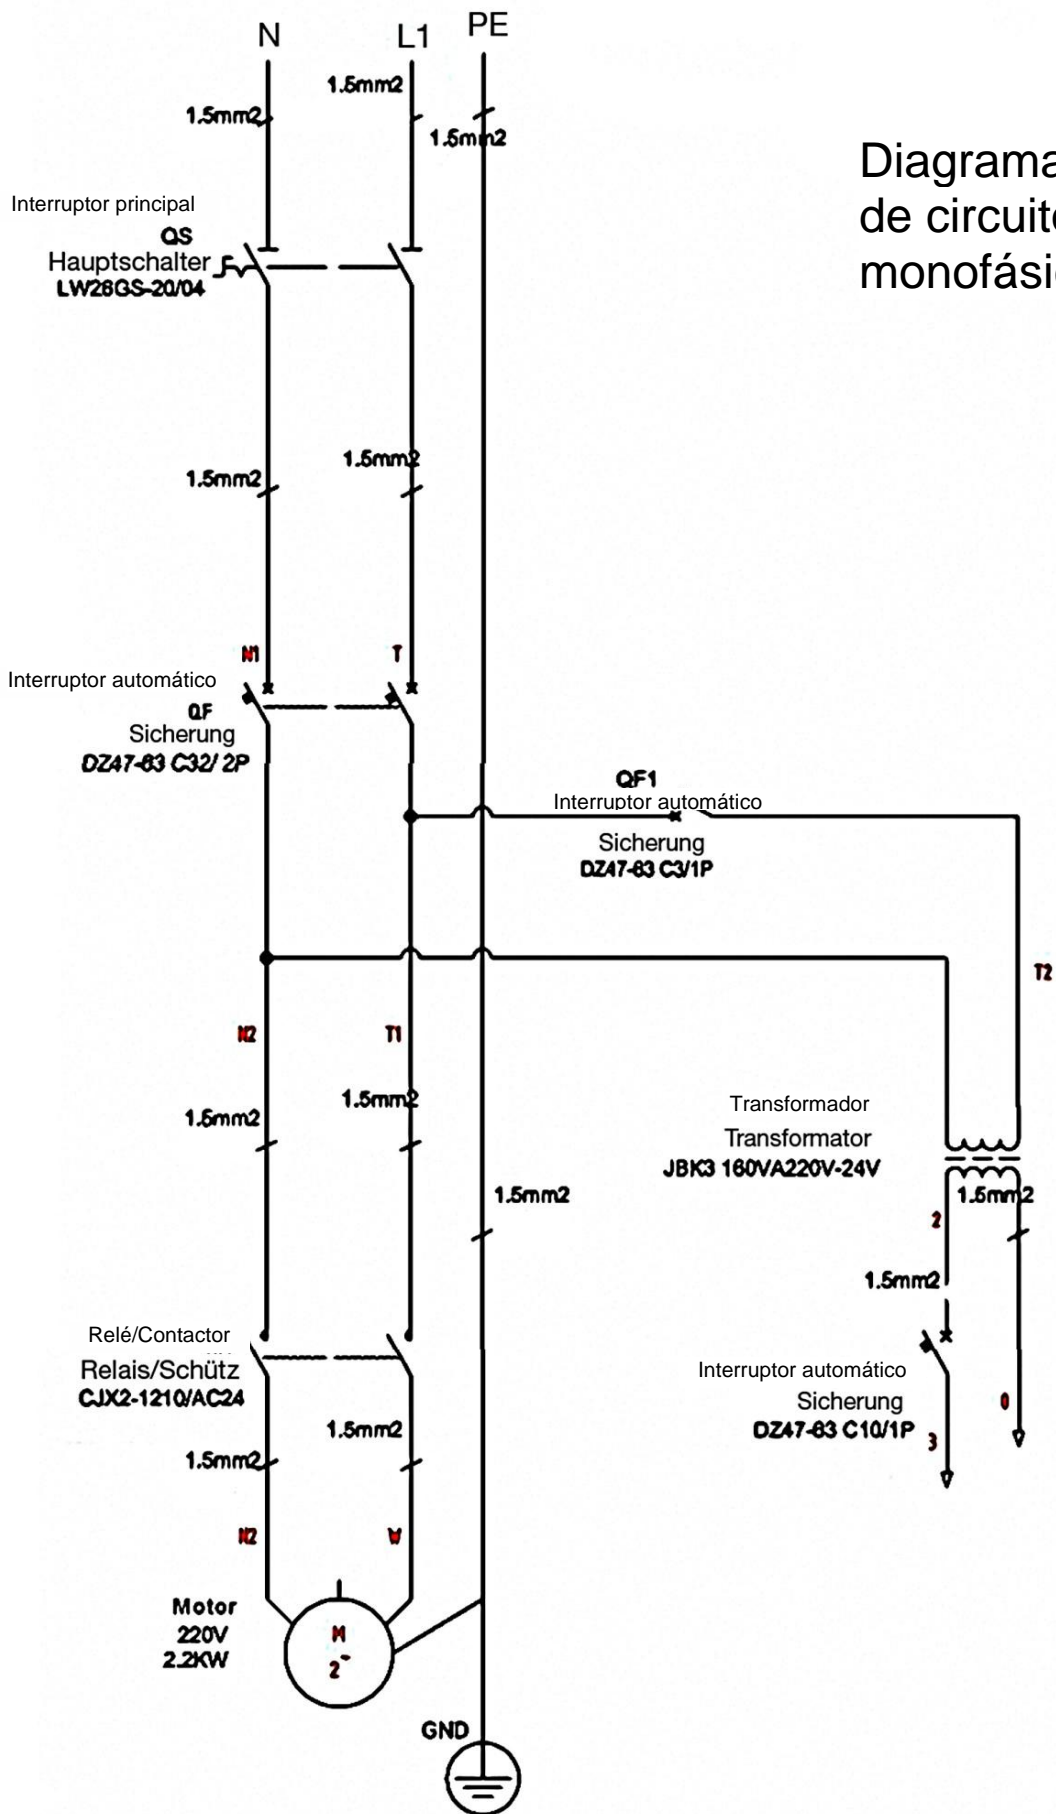 N
L1
PE
1.5mm2
1.5mm2
1.5mm2
Diagrama
de circuito
monofásic
Interruptor principal
QS
Hauptschalter
LW26GS-20/04
1.5mm2
1.5mm2
N1
T
Interruptor automático
QF
Sicherung
DZ47-63 C32/ 2P
QF1
Interruptor automático
Sicherung
DZ47-63 C3/1P
T2
N2
T1
1.5mm2
1.5mm2
Transformador
Transformator
JBK3 160VA220V-24V
1.5mm2
1.5mm2
2
1.5mm2
Relé/Contactor
Relais/Schütz
CJX2-1210/AC24
Interruptor automático
Sicherung
DZ47-63 C10/1P
3
0
1.5mm2
1.5mm2
N2
W
Motor
220V
2.2KW
M
2~
GND